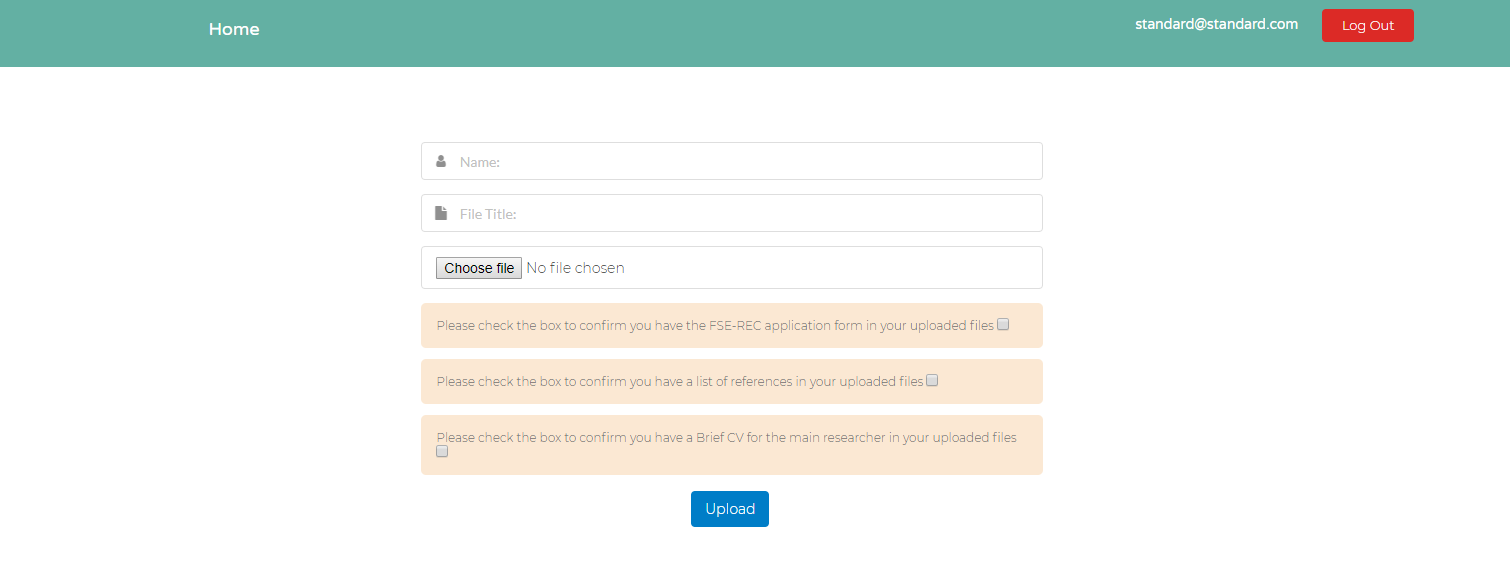 Home
standard@standard.com
Log Out
Name:
File Title:
Choose file No file chosen
Please check the box to confirm you have the FSE-REC application form in your uploaded files
Please check the box to confirm you have a list of references in your uploaded files
Please check the box to confirm you have a Brief CV for the main researcher in your uploaded files
Upload